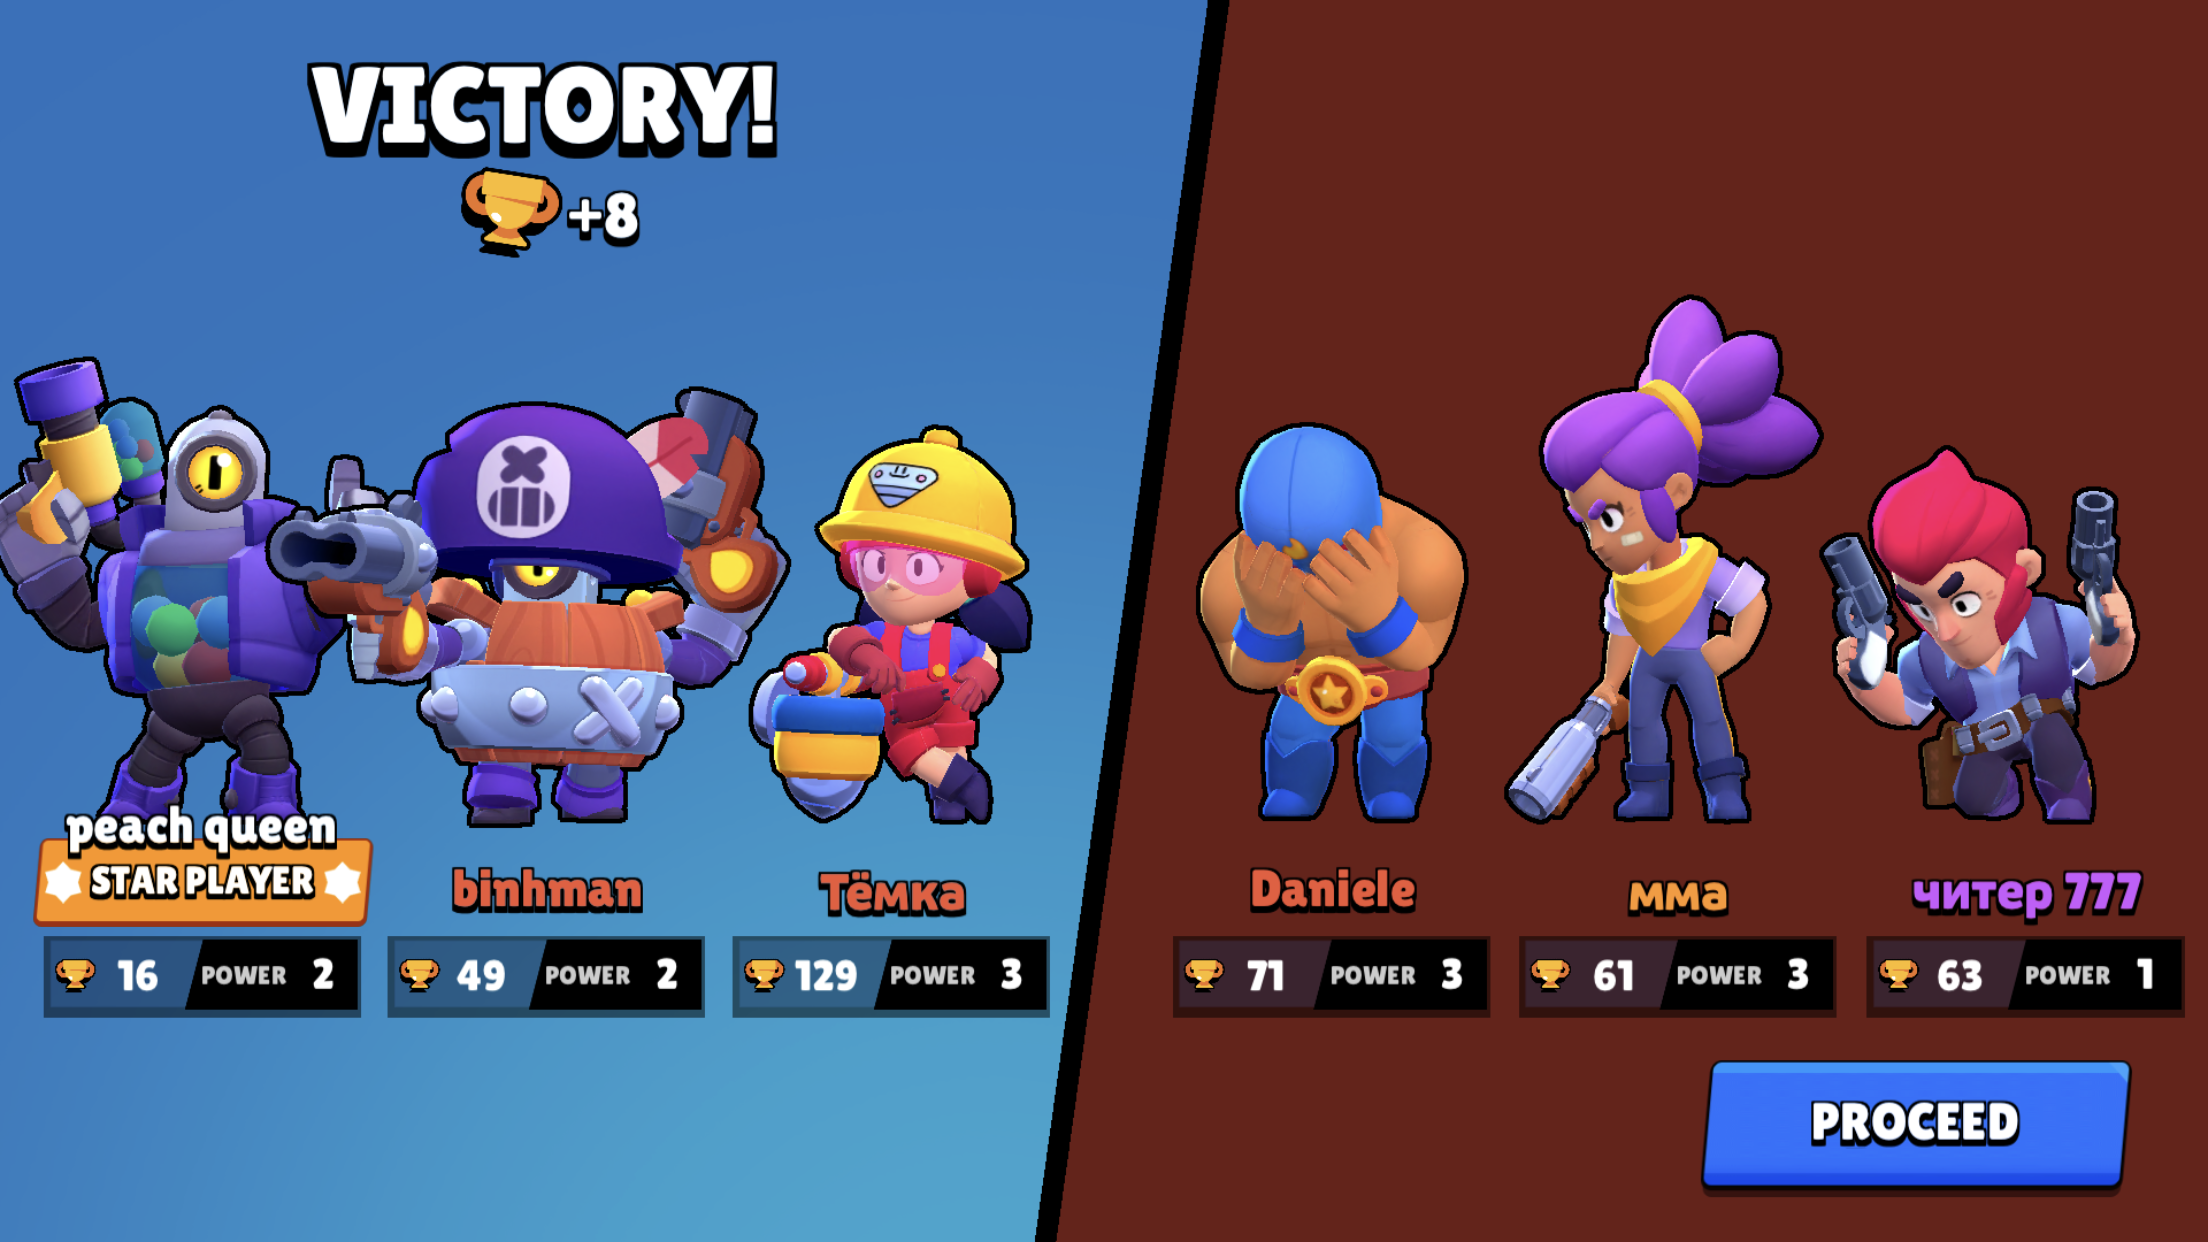 VICTORY!
+8
peach queen
STAR PLAYER
16 POWER 2
binhman
49 POWER 2
Тёмка
129 POWER 3
Daniele
71 POWER 3
мма
61 POWER 3
читер 777
63 POWER 1
PROCEED